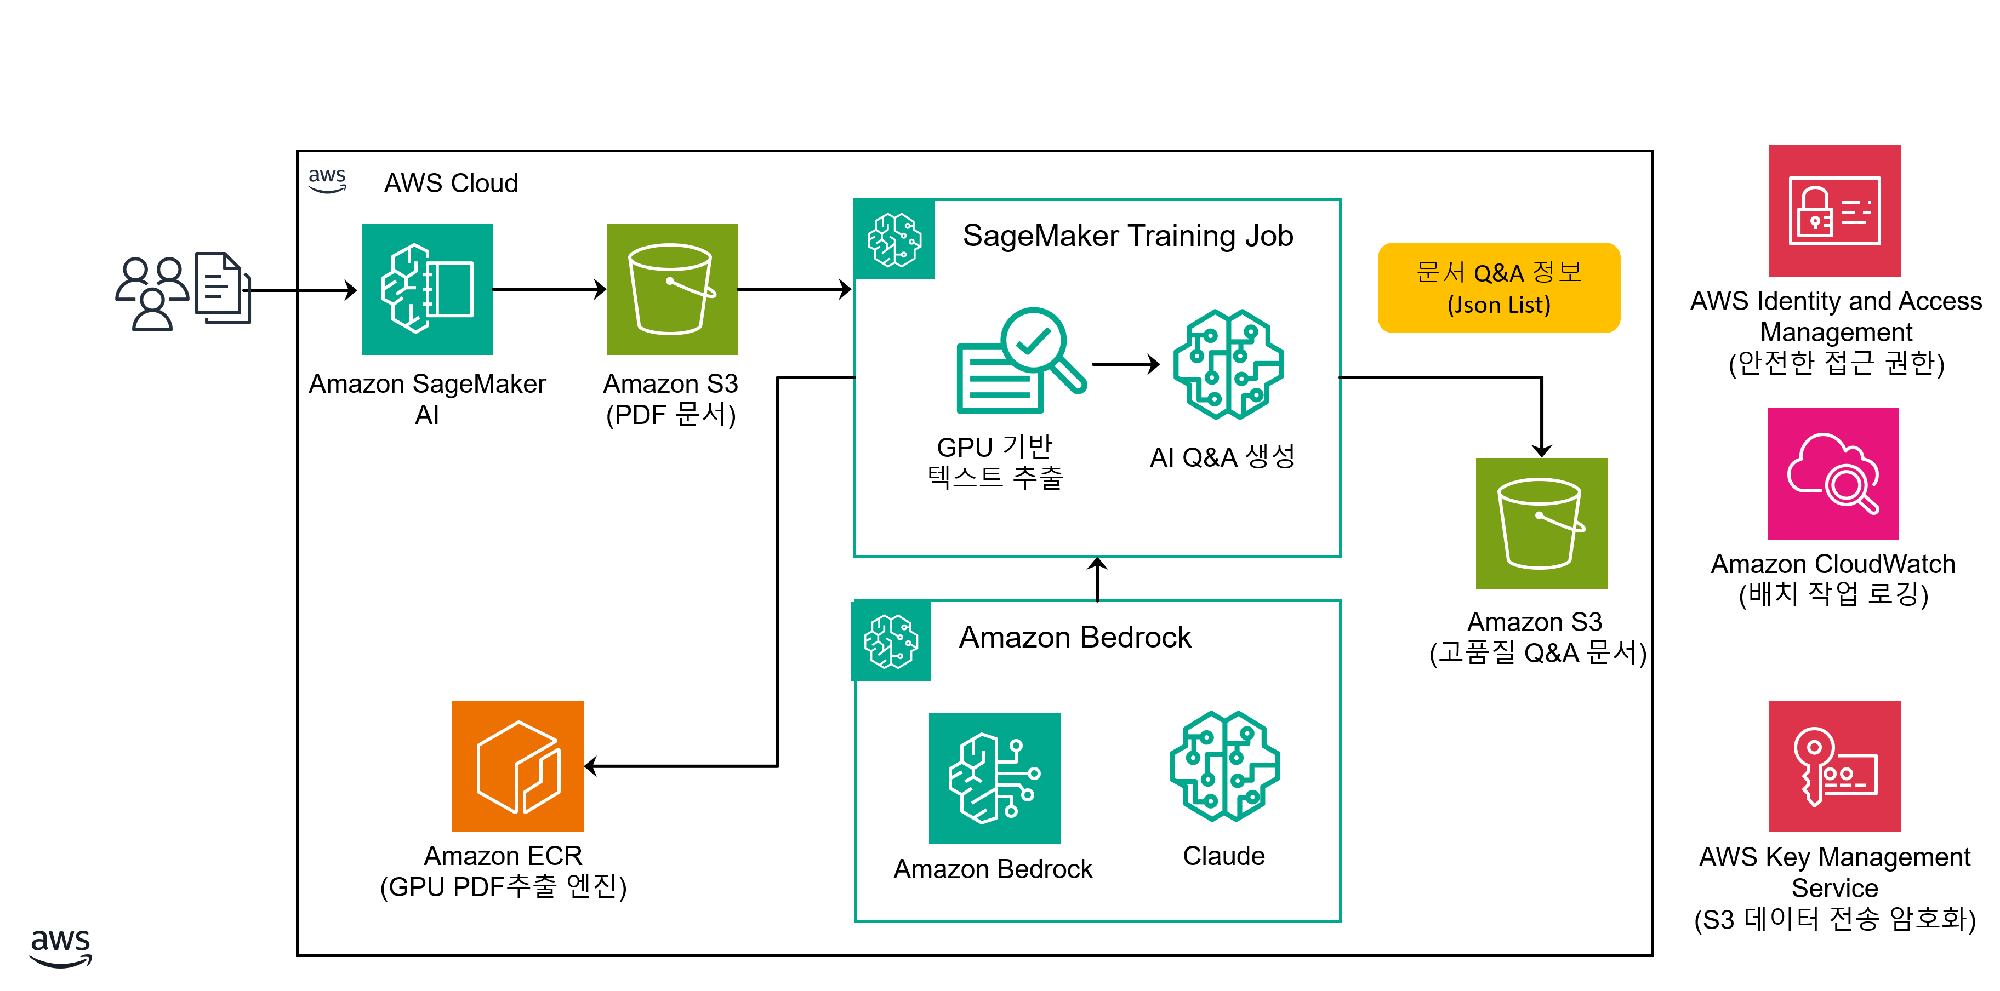 aws
AWS Cloud
Amazon SageMaker
AI
Amazon S3
(PDF 문서)
SageMaker Training Job
GPU 기반
텍스트 추출
AI Q&A 생성
문서 Q&A 정보
(Json List)
Amazon S3
(고품질 Q&A 문서)
Amazon ECR
(GPU PDF추출 엔진)
Amazon Bedrock
Amazon Bedrock
Claude
AWS Identity and Access
Management
(안전한 접근 권한)
Amazon CloudWatch
(배치 작업 로깅)
AWS Key Management
Service
(S3 데이터 전송 암호화)
aws